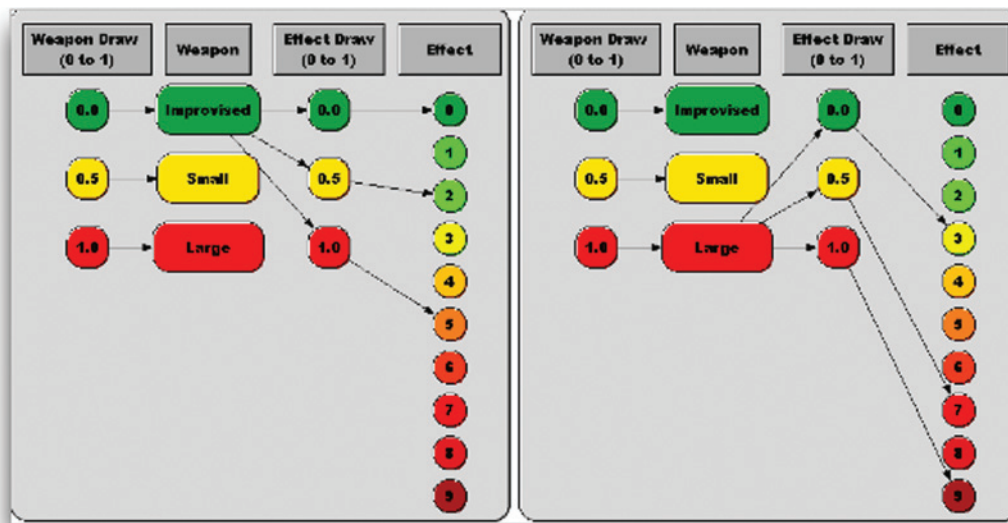 Weapon Draw
(0 to 1)
Weapon
Effect Draw
(0 to 1)
Effect
0.0
Improvised
0.0
0
1
0.5
Small
0.5
2
1.0
Large
1.0
3
4
5
6
7
8
9
Weapon Draw
(0 to 1)
Weapon
Effect Draw
(0 to 1)
Effect
0.0
Improvised
0.0
0
1
0.5
Small
0.5
2
1.0
Large
1.0
3
4
5
6
7
8
9